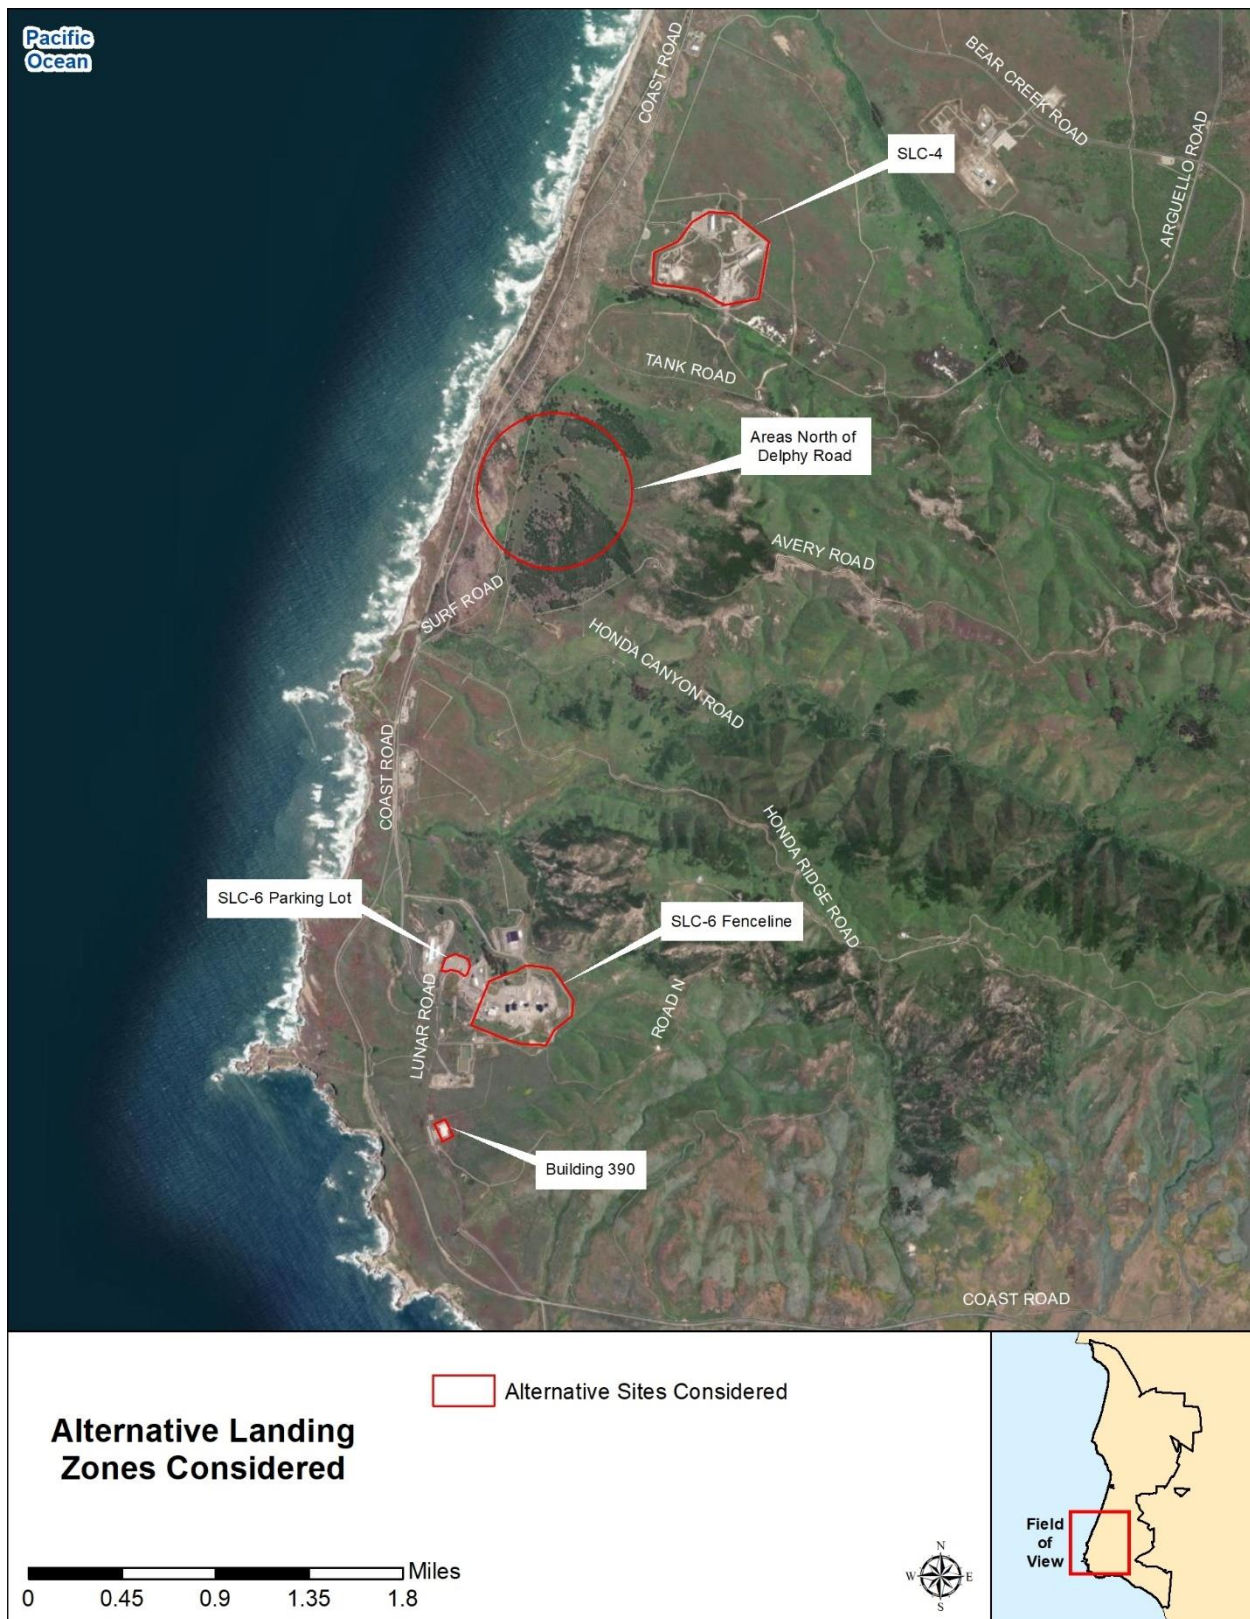 Pacific
Ocean
COAST ROAD
BEAR CREEK ROAD
SLC-4
ARGUELLO ROAD
TANK ROAD
Areas North of
Delphy Road
AVERY ROAD
SURF ROAD
HONDA CANYON ROAD
COAST ROAD
HONDA RIDGE ROAD
SLC-6 Parking Lot
SLC-6 Fenceline
LUNAR ROAD
ROAD N
Building 390
COAST ROAD
Alternative Sites Considered
Alternative Landing
Zones Considered
Miles
0 0.45 0.9 1.35 1.8
N
W E
S
Field
of
View